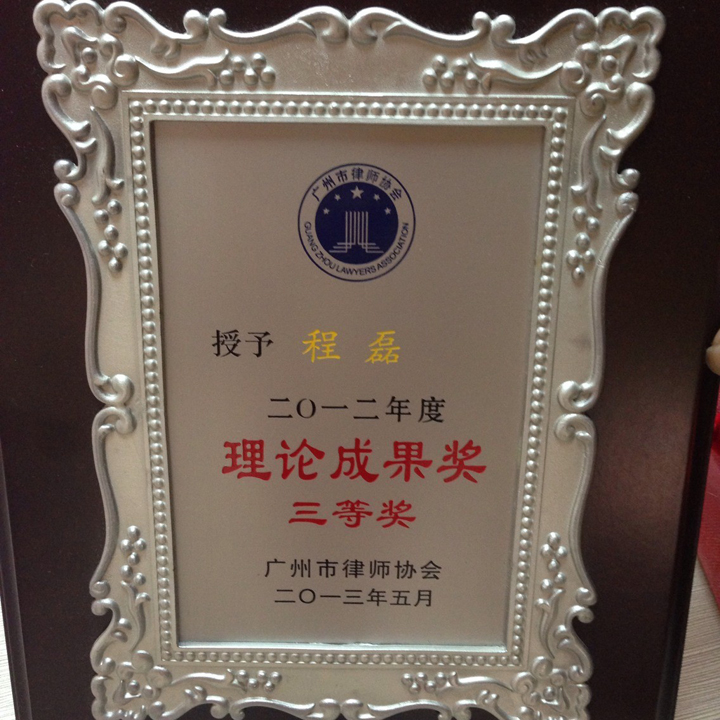 广州市律师协会
GUANG ZHOU LAWYERS ASSOCIATION
授予 程磊
二〇一二年度
理论成果奖
三等奖
广州市律师协会
二〇一三年五月